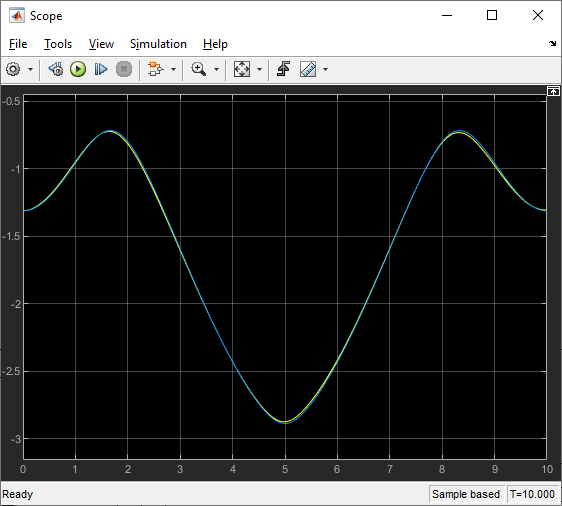 Scope
File Tools View Simulation Help
-0.5
-1
-1.5
-2
-2.5
-3
0 1 2 3 4 5 6 7 8 9 10
Ready Sample based T=10.000